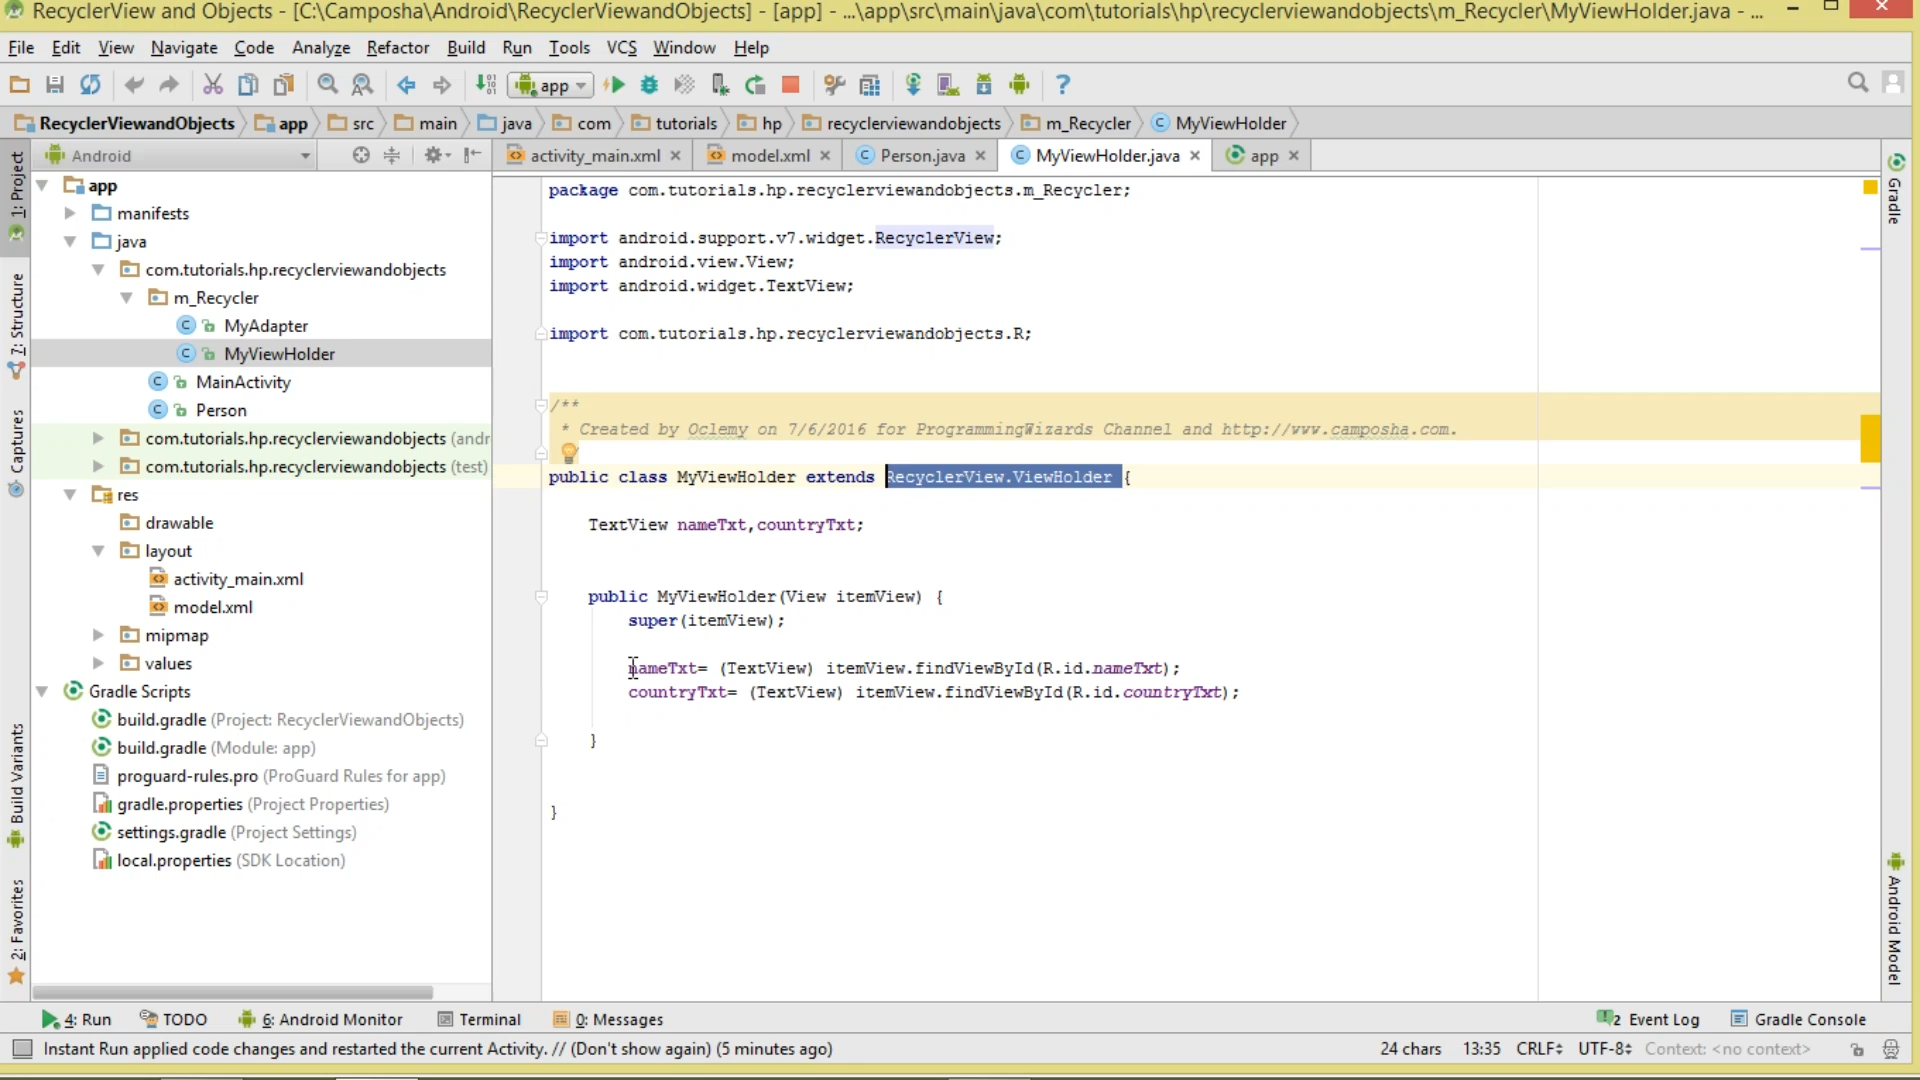 RecyclerView and Objects - [C:\Camposha\Android\RecyclerViewandObjects] - [app] - ...\app\src\main\java\com\tutorials\hp\recyclerviewandobjects\m_Recycler\MyViewHolder.java - ...
File Edit View Navigate Code Analyze Refactor Build Run Tools VCS Window Help
app
RecyclerViewandObjects app src main java com tutorials hp recyclerviewandobjects m_Recycler MyViewHolder
Android
activity_main.xml model.xml Person.java MyViewHolder.java app
1: Project
7: Structure
Captures
Build Variants
2: Favorites
app
manifests
java
com.tutorials.hp.recyclerviewandobjects
m_Recycler
MyAdapter
MyViewHolder
MainActivity
Person
com.tutorials.hp.recyclerviewandobjects (andr
com.tutorials.hp.recyclerviewandobjects (test)
res
drawable
layout
activity_main.xml
model.xml
mipmap
values
Gradle Scripts
build.gradle (Project: RecyclerViewandObjects)
build.gradle (Module: app)
proguard-rules.pro (ProGuard Rules for app)
gradle.properties (Project Properties)
settings.gradle (Project Settings)
local.properties (SDK Location)
package com.tutorials.hp.recyclerviewandobjects.m_Recycler;
import android.support.v7.widget.RecyclerView;
import android.view.View;
import android.widget.TextView;
import com.tutorials.hp.recyclerviewandobjects.R;
/**
* Created by Oclemy on 7/6/2016 for ProgrammingWizards Channel and http://www.camposha.com.
public class MyViewHolder extends RecyclerView.ViewHolder {
TextView nameTxt,countryTxt;
public MyViewHolder(View itemView) {
super(itemView);
nameTxt= (TextView) itemView.findViewById(R.id.nameTxt);
countryTxt= (TextView) itemView.findViewById(R.id.countryTxt);
}
}
Gradle
Android Model
4: Run TODO 6: Android Monitor Terminal 0: Messages 2 Event Log Gradle Console
Instant Run applied code changes and restarted the current Activity. // (Don't show again) (5 minutes ago) 24 chars 13:35 CRLF UTF-8 Context: <no context>